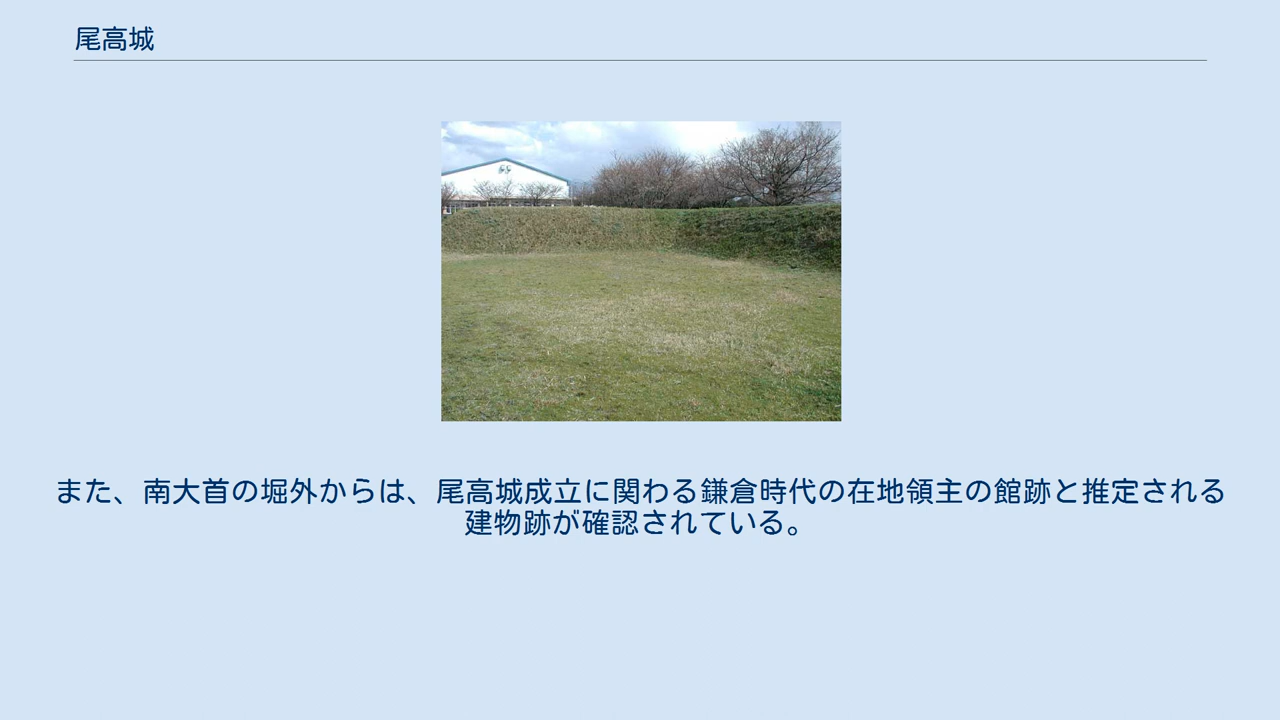 尾高城
また、南大首の堀外からは、尾高城成立に関わる鎌倉時代の在地領主の館跡と推定される
建物跡が確認されている。